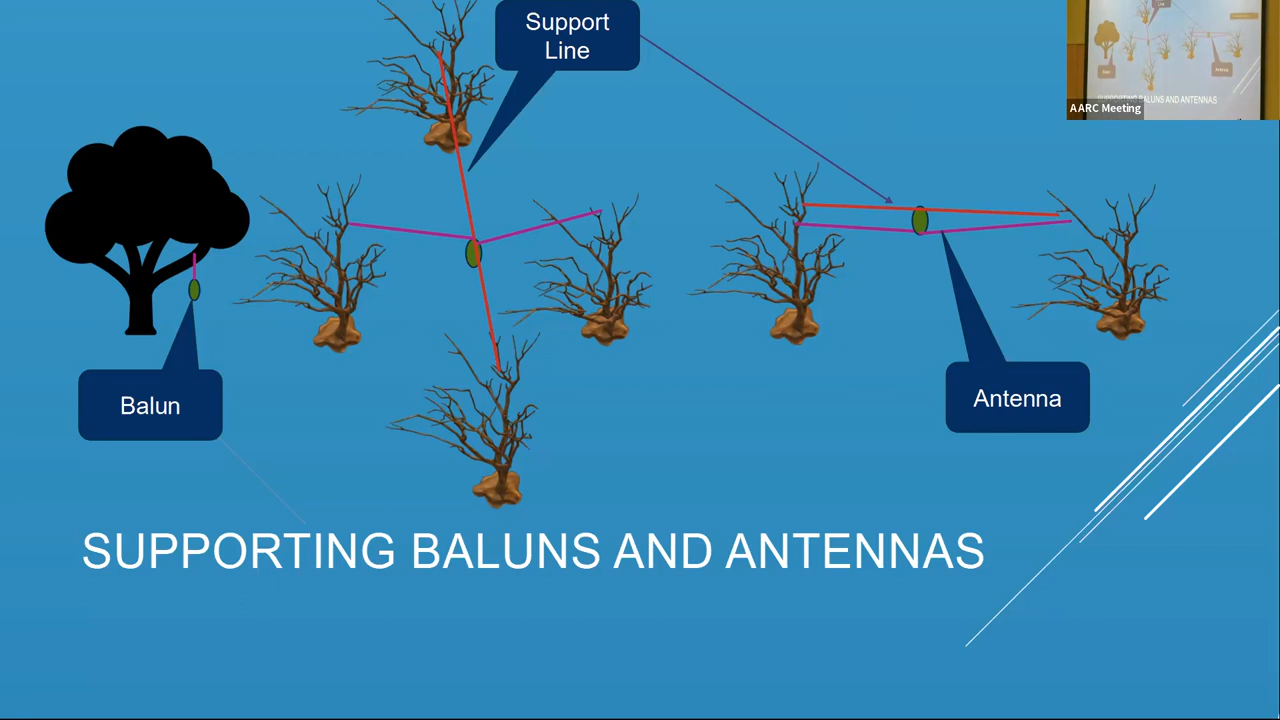 Support
Line
AARC Meeting
Balun
Antenna
SUPPORTING BALUNS AND ANTENNAS